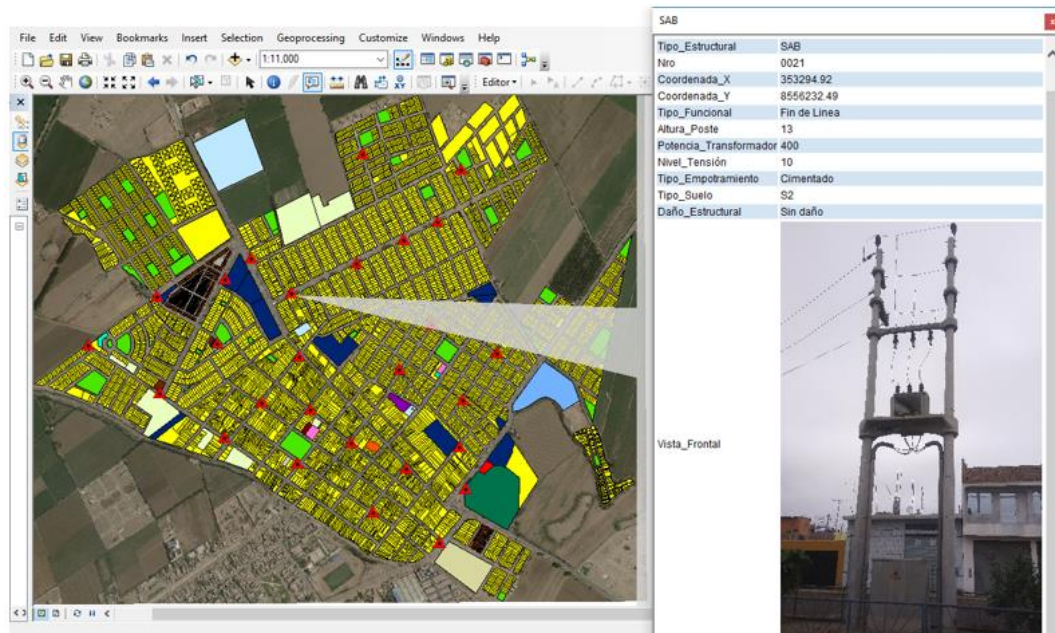 File Edit View Bookmarks Insert Selection Geoprocessing Customize Windows Help
1:11.000
Editor
SAB
Tipo_Estructural SAB
Nro 0021
Coordenada_X 353294.92
Coordenada_Y 8556232.49
Tipo_Funcional Fin de Linea
Altura_Poste 13
Potencia_Transformador 400
Nivel_Tensión 10
Tipo_Empotramiento Cimentado
Tipo_Suelo S2
Daño_Estructural Sin daño
Vista_Frontal